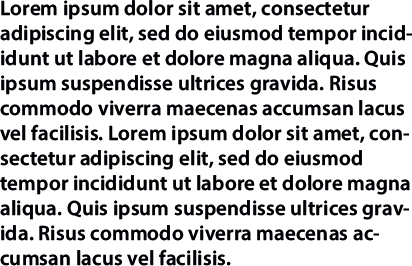 Lorem ipsum dolor sit amet, consectetur
adipiscing elit, sed do eiusmod tempor incid-
idunt ut labore et dolore magna aliqua. Quis
ipsum suspendisse ultrices gravida. Risus
commodo viverra maecenas accumsan lacus
vel facilisis. Lorem ipsum dolor sit amet, con-
sectetur adipiscing elit, sed do eiusmod
tempor incididunt ut labore et dolore magna
aliqua. Quis ipsum suspendisse ultrices grav-
ida. Risus commodo viverra maecenas ac-
cumsan lacus vel facilisis.